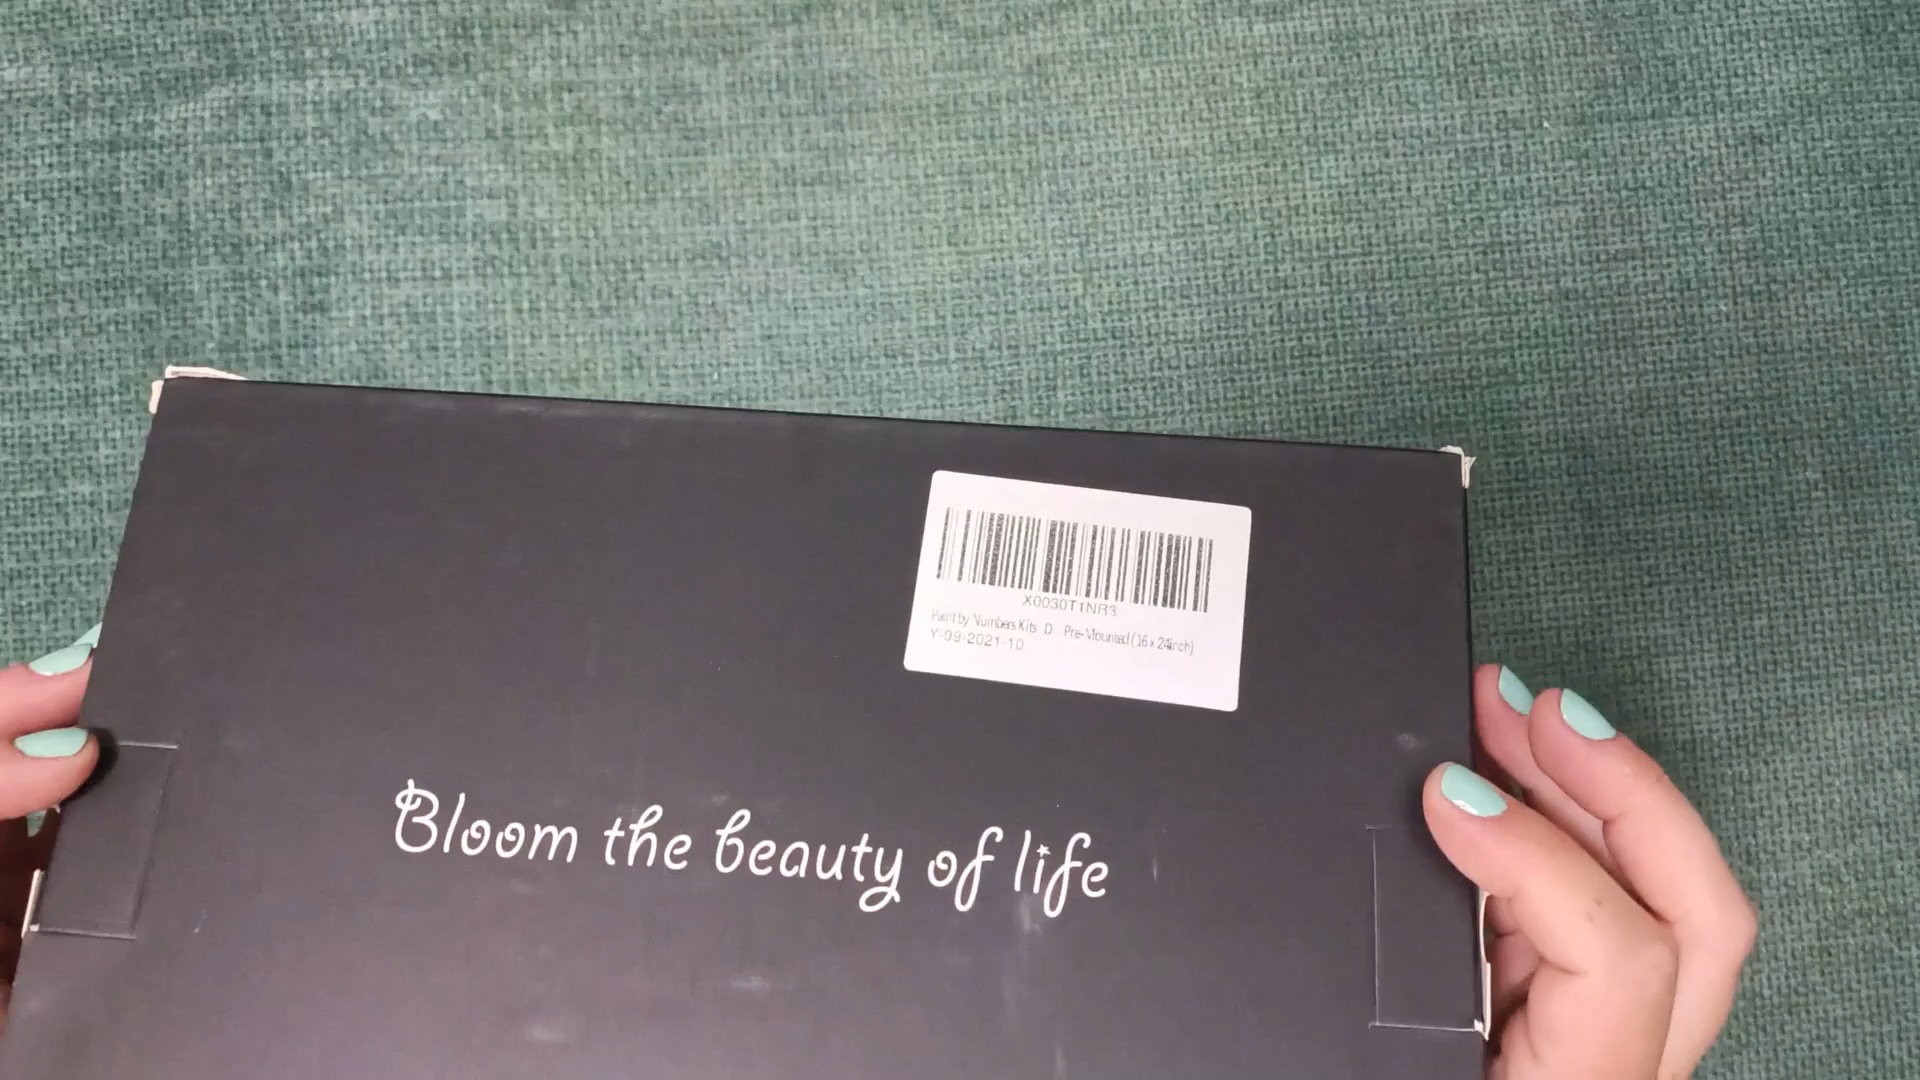 X0030T1NR3
Paint by Numbers Kits D Pre-Mounted (16 x 24inch)
Y-99-2021-10
Bloom the beauty of life